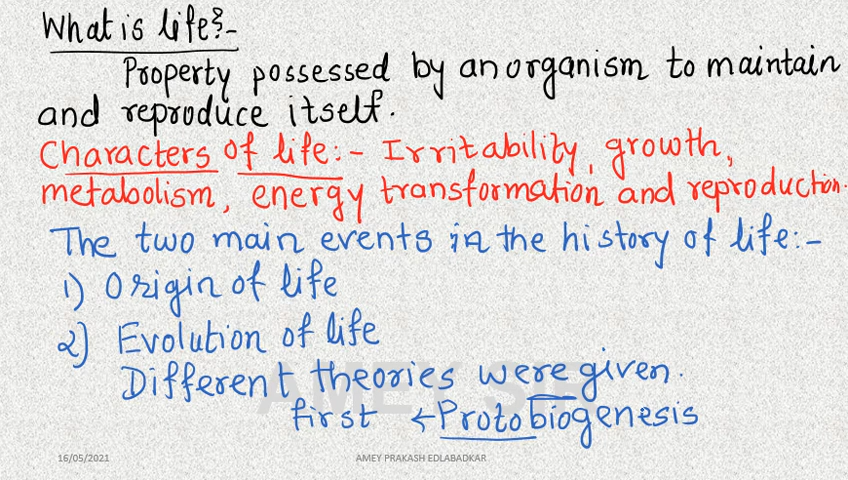 What is life?-
Property possessed by an organism to maintain
and reproduce itself.
Characters of life:- Irritability, growth,
metabolism, energy transformation and reproduction.
The two main events in the history of life:-
1) Origin of life
2) Evolution of life
Different theories were given.
first ← Protobiogenesis
AMEY SIR
16/05/2021 AMEY PRAKASH EDLABADKAR